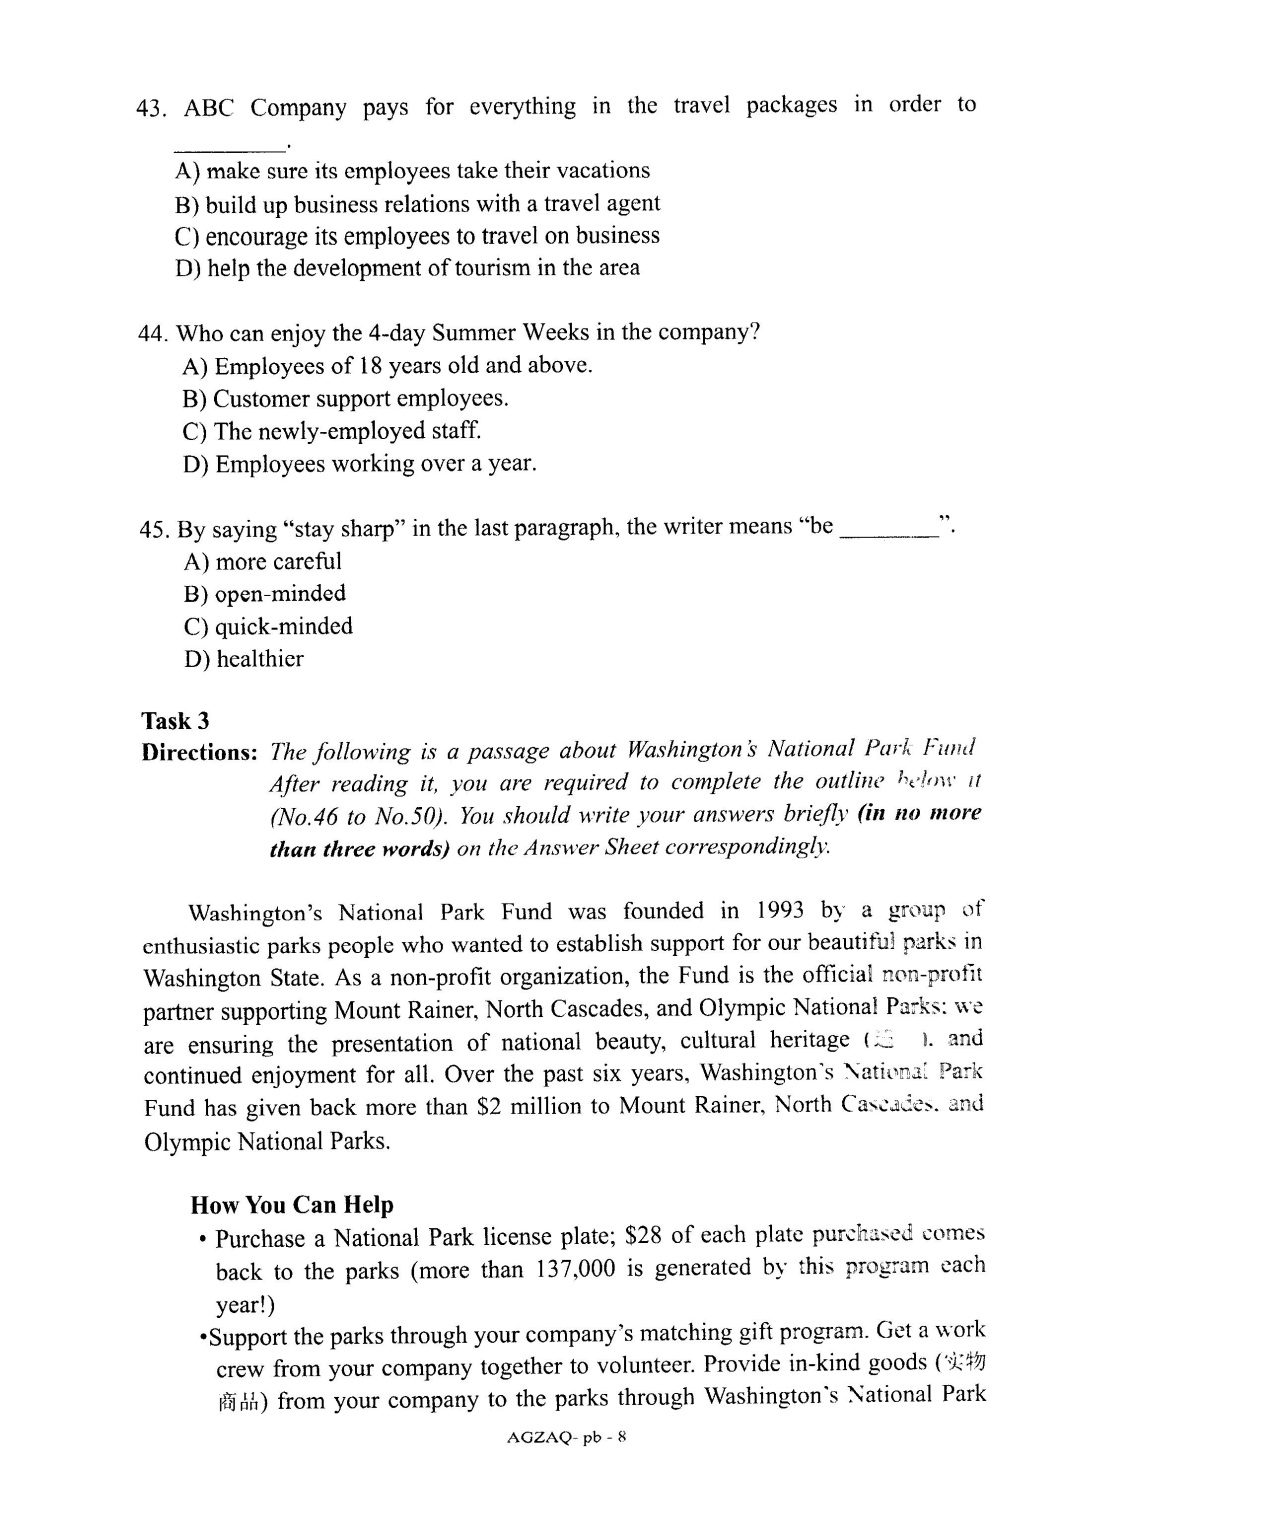 43. ABC Company pays for everything in the travel packages in order to
________.
A) make sure its employees take their vacations
B) build up business relations with a travel agent
C) encourage its employees to travel on business
D) help the development of tourism in the area
44. Who can enjoy the 4-day Summer Weeks in the company?
A) Employees of 18 years old and above.
B) Customer support employees.
C) The newly-employed staff.
D) Employees working over a year.
45. By saying “stay sharp” in the last paragraph, the writer means “be ________”.
A) more careful
B) open-minded
C) quick-minded
D) healthier
Task 3
Directions: The following is a passage about Washington's National Park Fund
After reading it, you are required to complete the outline below it
(No.46 to No.50). You should write your answers briefly (in no more
than three words) on the Answer Sheet correspondingly.
Washington’s National Park Fund was founded in 1993 by a group of
enthusiastic parks people who wanted to establish support for our beautiful parks in
Washington State. As a non-profit organization, the Fund is the official non-profit
partner supporting Mount Rainer, North Cascades, and Olympic National Parks: we
are ensuring the presentation of national beauty, cultural heritage ( ). and
continued enjoyment for all. Over the past six years, Washington's National Park
Fund has given back more than $2 million to Mount Rainer, North Cascades. and
Olympic National Parks.
How You Can Help
• Purchase a National Park license plate; $28 of each plate purchased comes
back to the parks (more than 137,000 is generated by this program each
year!)
•Support the parks through your company’s matching gift program. Get a work
crew from your company together to volunteer. Provide in-kind goods (实物
商品) from your company to the parks through Washington's National Park
AGZAQ- pb - 8